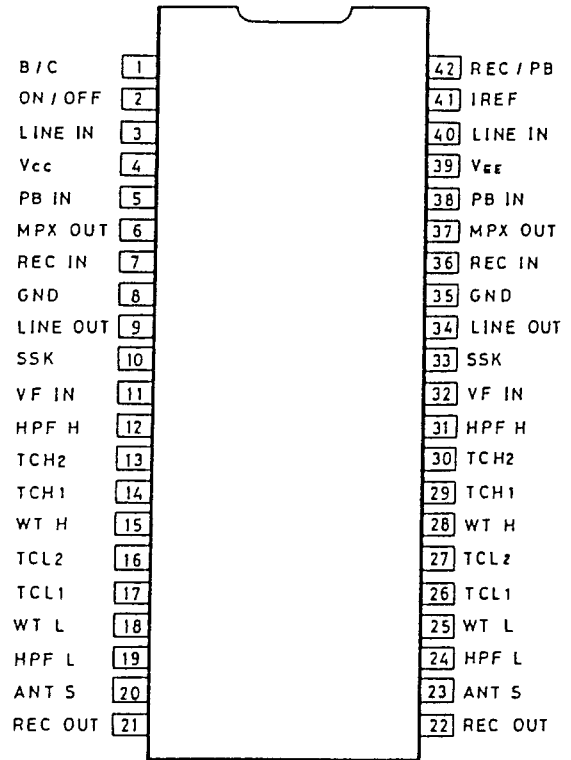 B/C 1 42 REC/PB
ON/OFF 2 41 IREF
LINE IN 3 40 LINE IN
Vcc 4 39 VEE
PB IN 5 38 PB IN
MPX OUT 6 37 MPX OUT
REC IN 7 36 REC IN
GND 8 35 GND
LINE OUT 9 34 LINE OUT
SSK 10 33 SSK
VF IN 11 32 VF IN
HPF H 12 31 HPF H
TCH2 13 30 TCH2
TCH1 14 29 TCH1
WT H 15 28 WT H
TCL2 16 27 TCL2
TCL1 17 26 TCL1
WT L 18 25 WT L
HPF L 19 24 HPF L
ANT S 20 23 ANT S
REC OUT 21 22 REC OUT